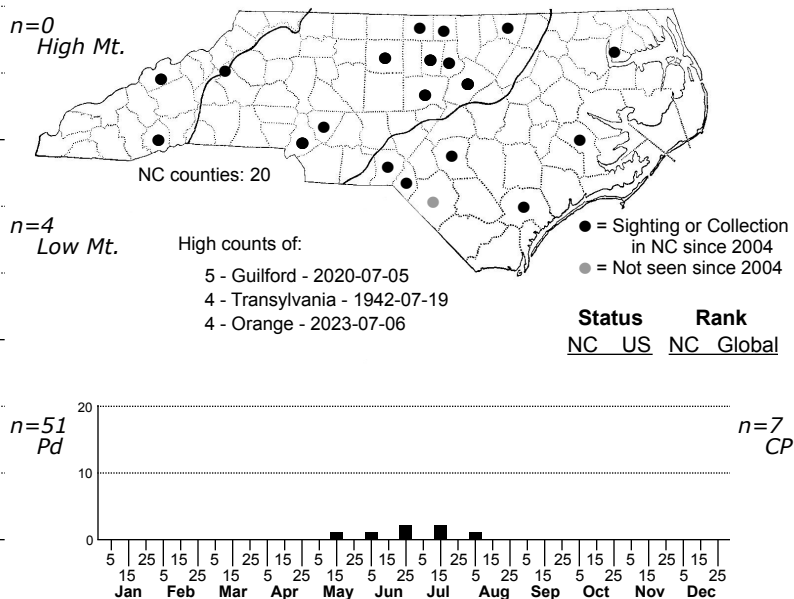 n=0
High Mt.
NC counties: 20
n=4
Low Mt.
High counts of:
5 - Guilford - 2020-07-05
4 - Transylvania - 1942-07-19
4 - Orange - 2023-07-06
= Sighting or Collection
in NC since 2004
= Not seen since 2004
Status Rank
NC US NC Global
n=51
Pd
n=7
CP
20
10
0
5 25 15 5 25 15 5 25 15 5 25 15 5 25 15 5 25 15
15 5 25 15 5 25 15 5 25 15 5 25 15 5 25 15 5 25
Jan Feb Mar Apr May Jun Jul Aug Sep Oct Nov Dec